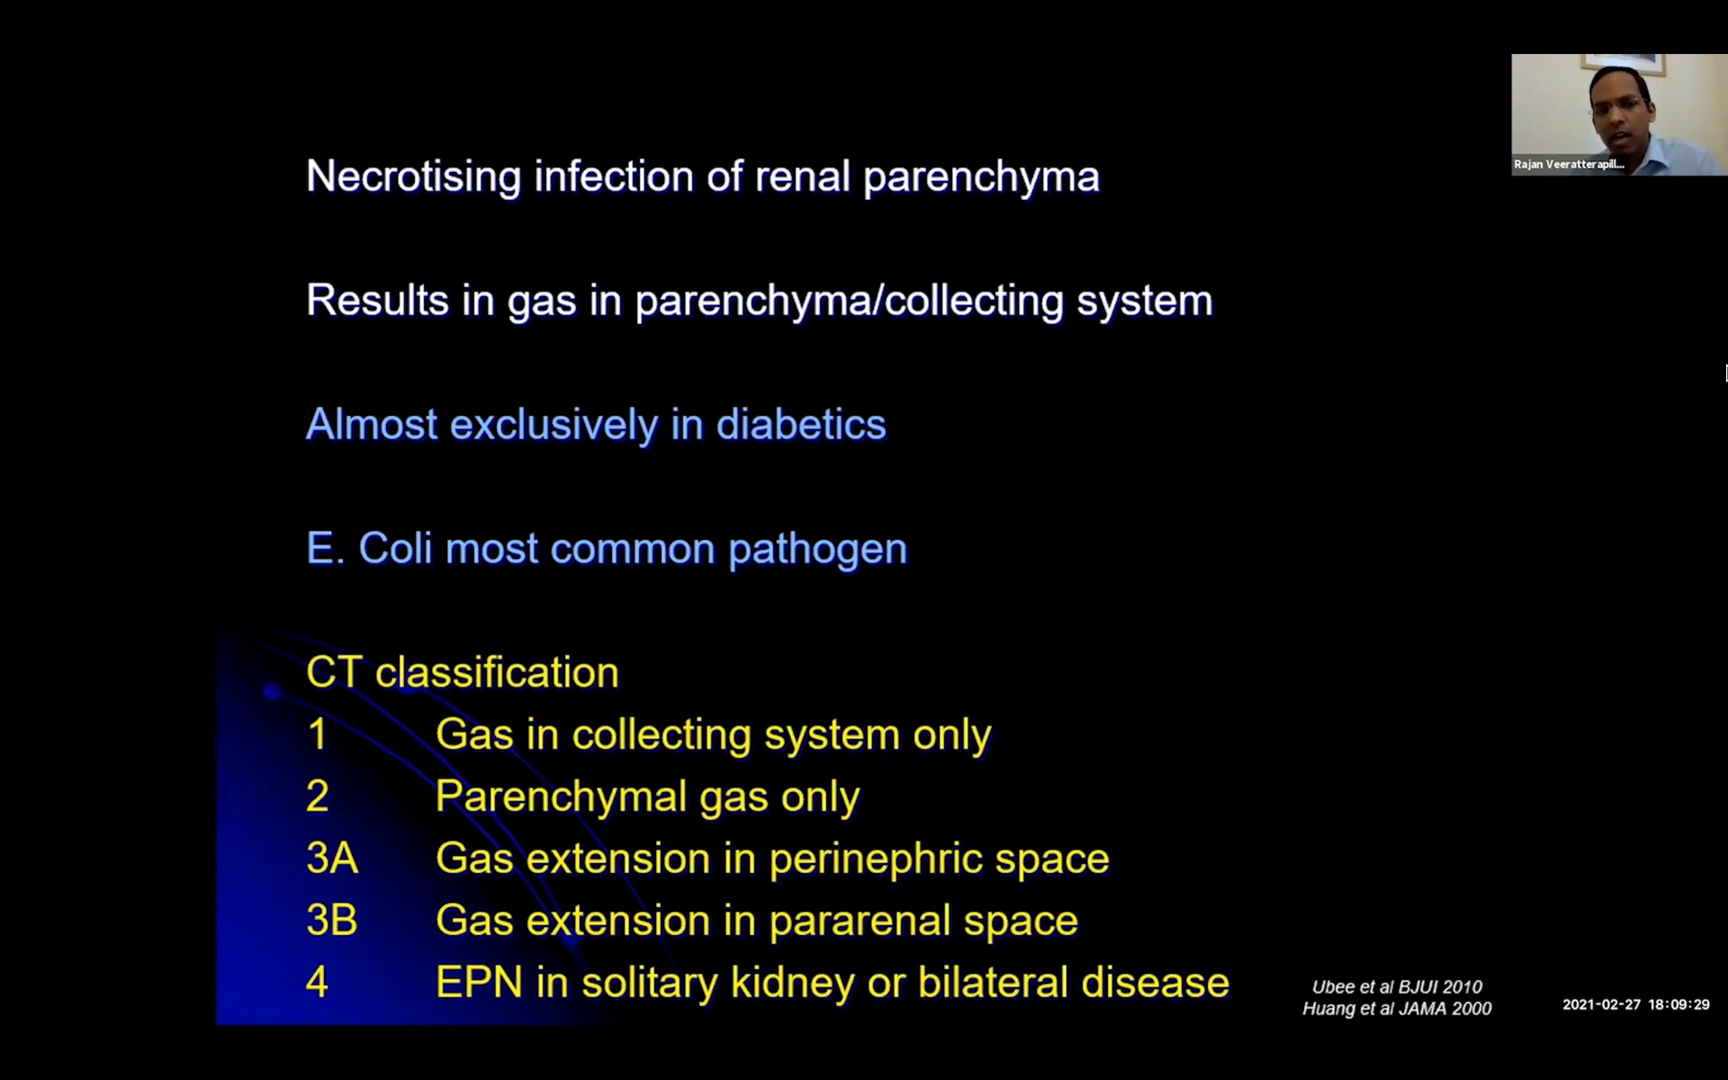 Rajan Veeratterapill...
Necrotising infection of renal parenchyma
Results in gas in parenchyma/collecting system
Almost exclusively in diabetics
E. Coli most common pathogen
CT classification
1 Gas in collecting system only
2 Parenchymal gas only
3A Gas extension in perinephric space
3B Gas extension in pararenal space
4 EPN in solitary kidney or bilateral disease
Ubee et al BJUI 2010
Huang et al JAMA 2000
2021-02-27 18:09:29